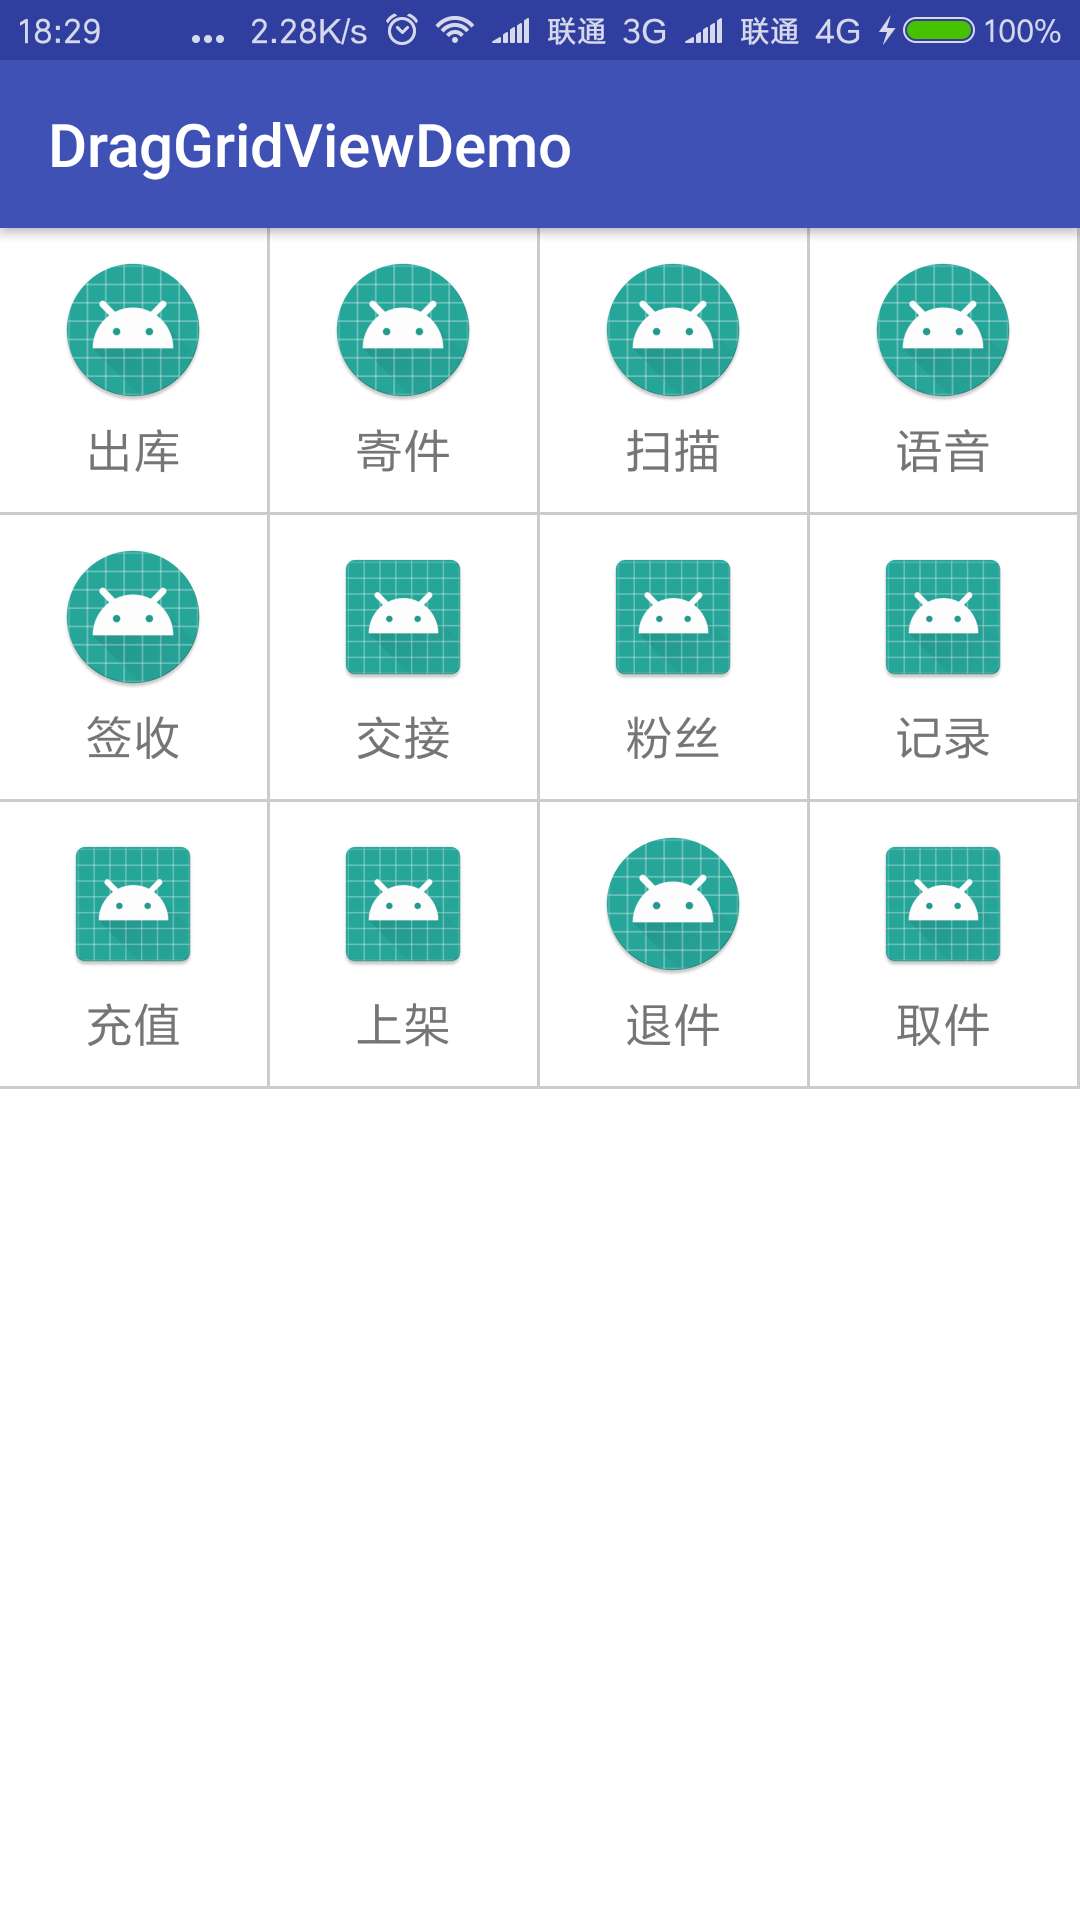 18:29 ... 2.28K/s 联通 3G 联通 4G 100%
DragGridViewDemo
出库 寄件 扫描 语音
签收 交接 粉丝 记录
充值 上架 退件 取件